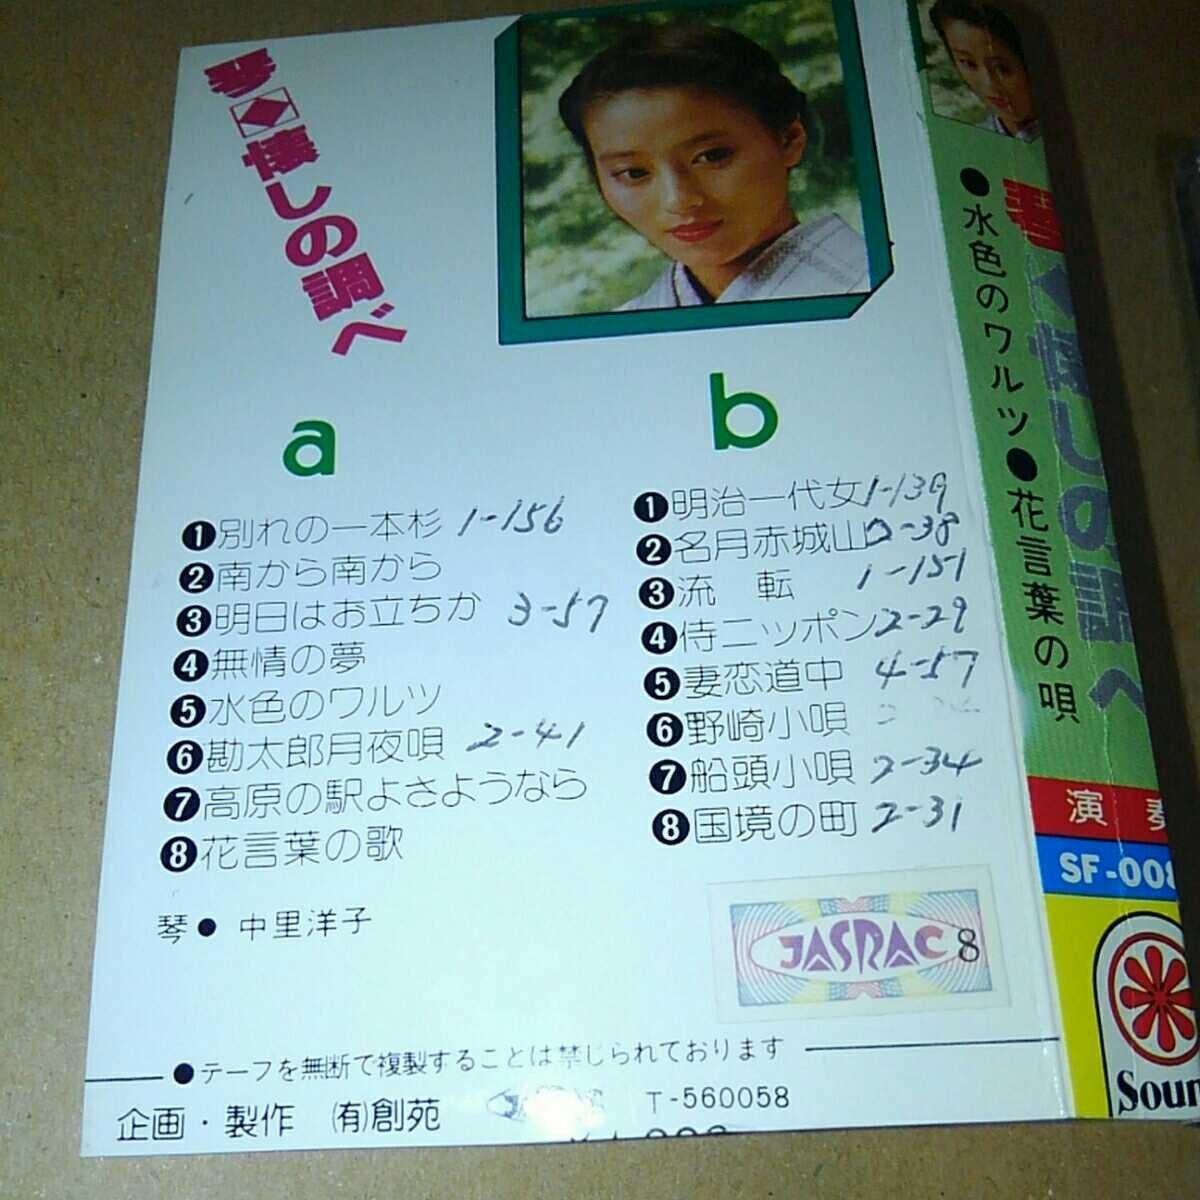 琴◇懐しの調べ
a
❶別れの一本杉 1-156
❷南から南から
❸明日はお立ちか 3-57
❹無情の夢
❺水色のワルツ
❻勘太郎月夜唄 2-41
❼高原の駅よさようなら
❽花言葉の歌
琴● 中里洋子
b
❶明治一代女 1-139
❷名月赤城山 2-38
❸流転 1-151
❹侍ニッポン 2-29
❺妻恋道中 4-57
❻野崎小唄
❼船頭小唄 2-34
❽国境の町 2-31
JASRAC 8
●テープを無断で複製することは禁じられております
企画・製作 (有)創苑 T-560058
●水色のワルツ●花言葉の唄
琴◇懐しの調べ
演奏
SF-008
Soun